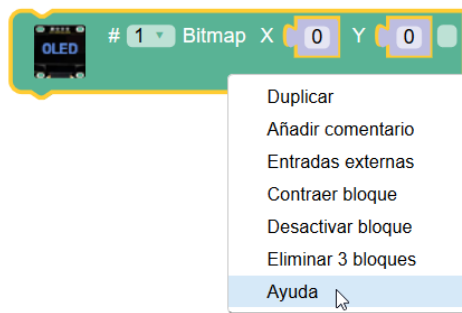 OLED # 1 Bitmap X 0 Y 0
Duplicar
Añadir comentario
Entradas externas
Contraer bloque
Desactivar bloque
Eliminar 3 bloques
Ayuda